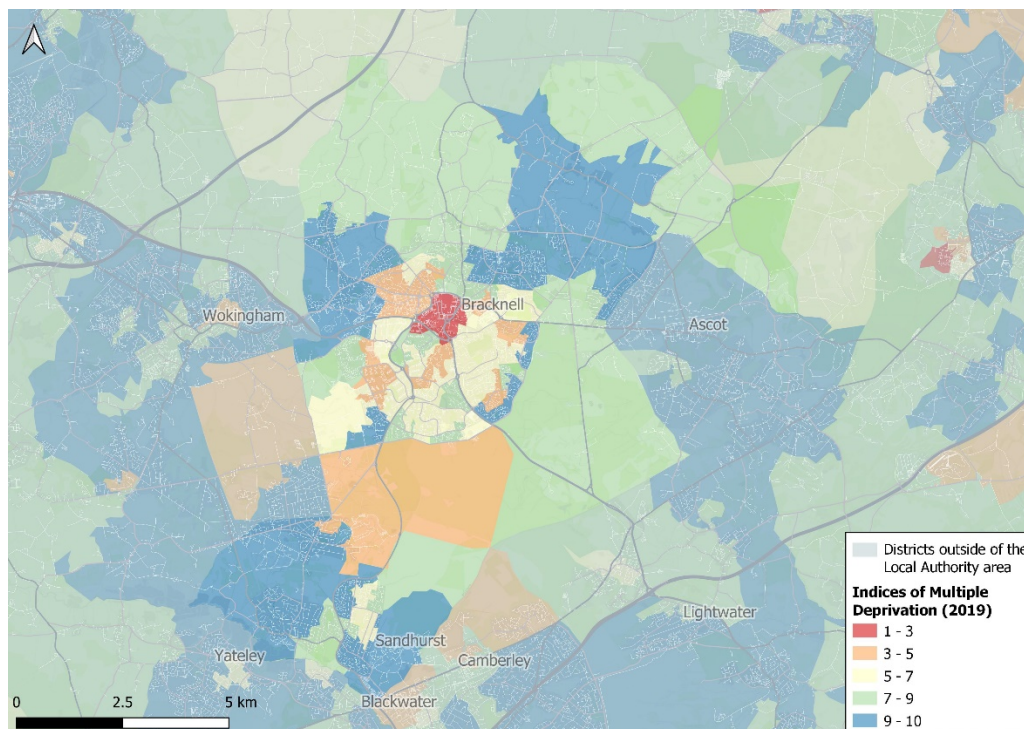 Bracknell
Wokingham
Ascot
Lightwater
Sandhurst
Yateley
Camberley
Blackwater
0 2.5 5 km
Districts outside of the
Local Authority area
Indices of Multiple
Deprivation (2019)
1 - 3
3 - 5
5 - 7
7 - 9
9 - 10